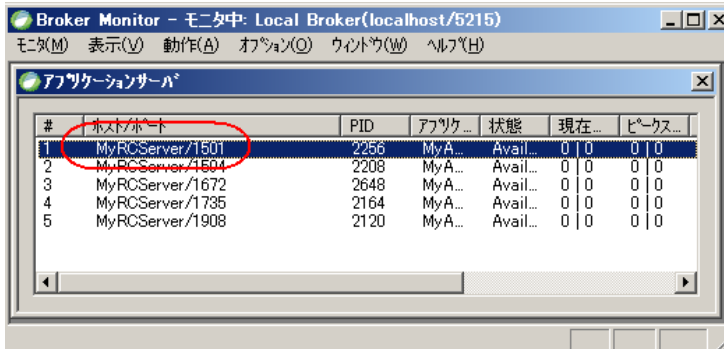 Broker Monitor - モニタ中: Local Broker(localhost/5215)
モニタ(M) 表示(V) 動作(A) オプション(O) ウィンドウ(W) ヘルプ(H)
アプリケーションサーバ
# ホスト/ポート PID アプリケ... 状態 現在... ピークス...
1 MyRCServer/1501 2256 MyA... Avail... 0 | 0 0 | 0
2 MyRCServer/1504 2208 MyA... Avail... 0 | 0 0 | 0
3 MyRCServer/1672 2648 MyA... Avail... 0 | 0 0 | 0
4 MyRCServer/1735 2164 MyA... Avail... 0 | 0 0 | 0
5 MyRCServer/1908 2120 MyA... Avail... 0 | 0 0 | 0